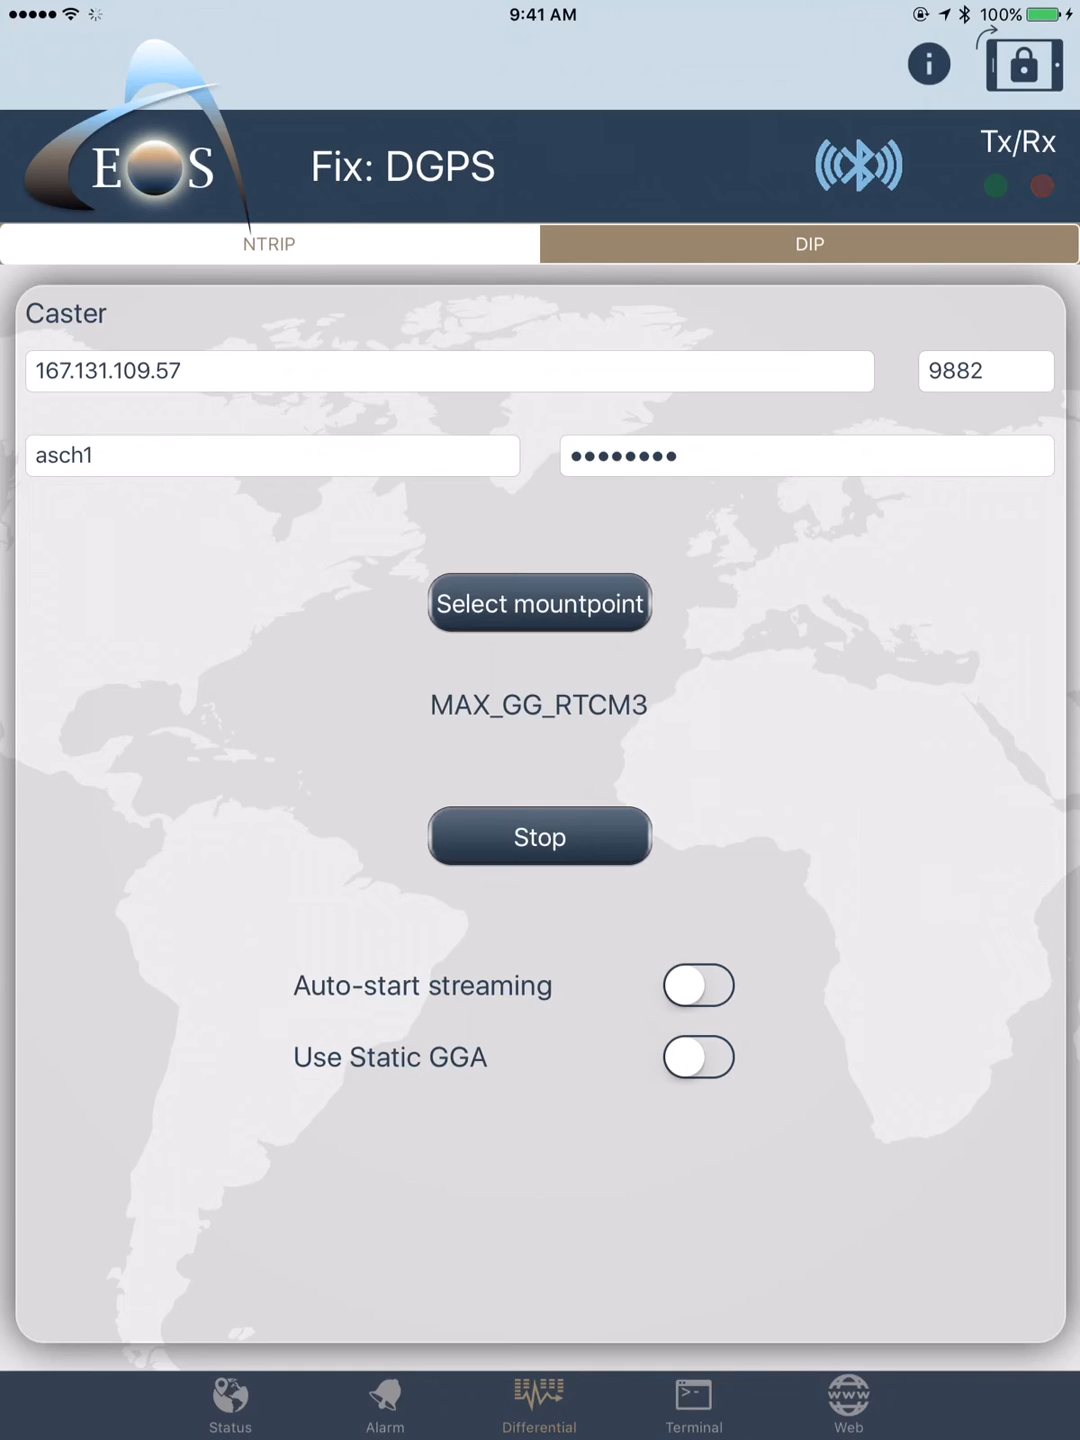 9:41 AM
100%
i
EOS
Fix: DGPS
Tx/Rx
NTRIP
DIP
Caster
167.131.109.57
9882
asch1
••••••••
Select mountpoint
MAX_GG_RTCM3
Stop
Auto-start streaming
Use Static GGA
www
Status
Alarm
Differential
Terminal
Web